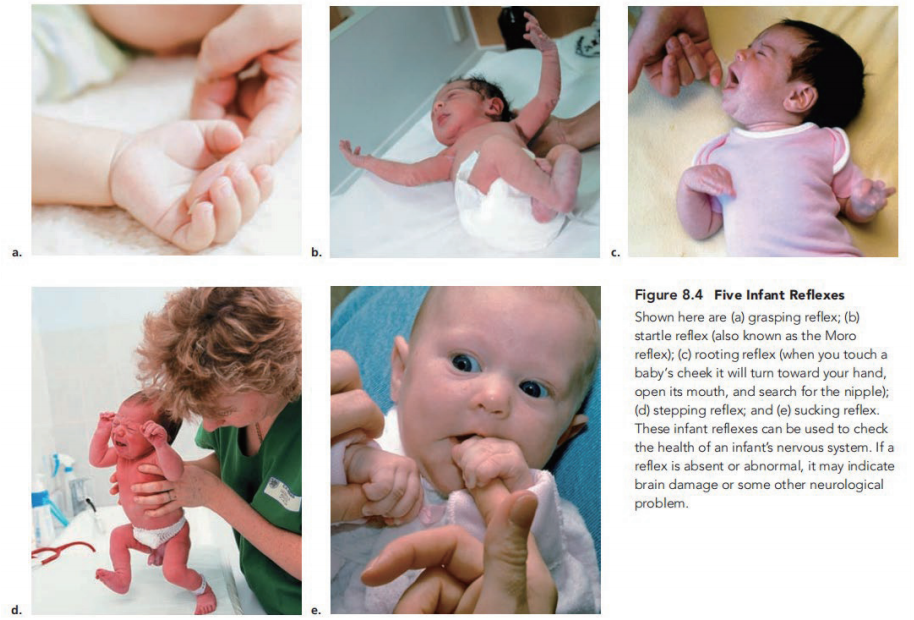 a.
b.
c.
d.
e.
Figure 8.4 Five Infant Reflexes
Shown here are (a) grasping reflex; (b)
startle reflex (also known as the Moro
reflex); (c) rooting reflex (when you touch a
baby's cheek it will turn toward your hand,
open its mouth, and search for the nipple);
(d) stepping reflex; and (e) sucking reflex.
These infant reflexes can be used to check
the health of an infant's nervous system. If a
reflex is absent or abnormal, it may indicate
brain damage or some other neurological
problem.